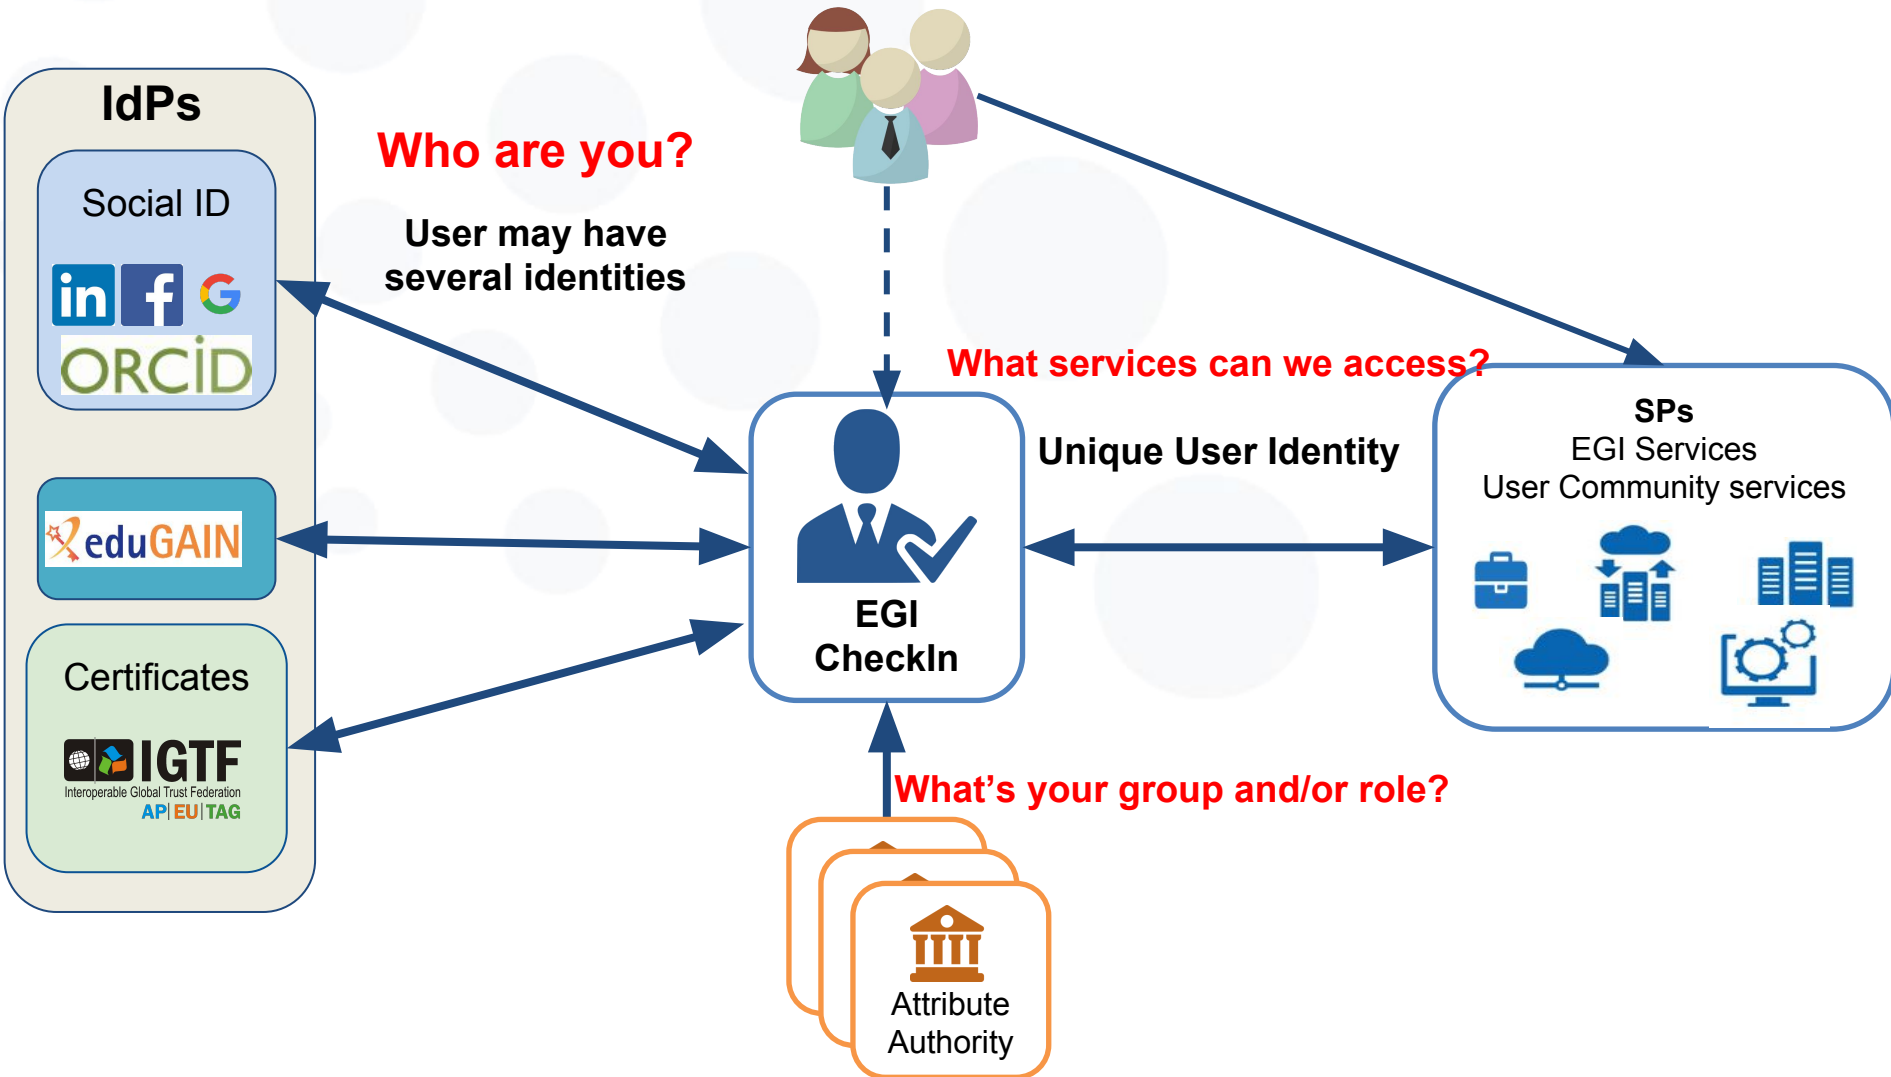 IdPs
Social ID
in f G
ORCiD
eduGAIN
Certificates
IGTF
Interoperable Global Trust Federation
AP|EU|TAG
Who are you?
User may have
several identities
What services can we access?
Unique User Identity
EGI
CheckIn
What's your group and/or role?
Attribute
Authority
SPs
EGI Services
User Community services